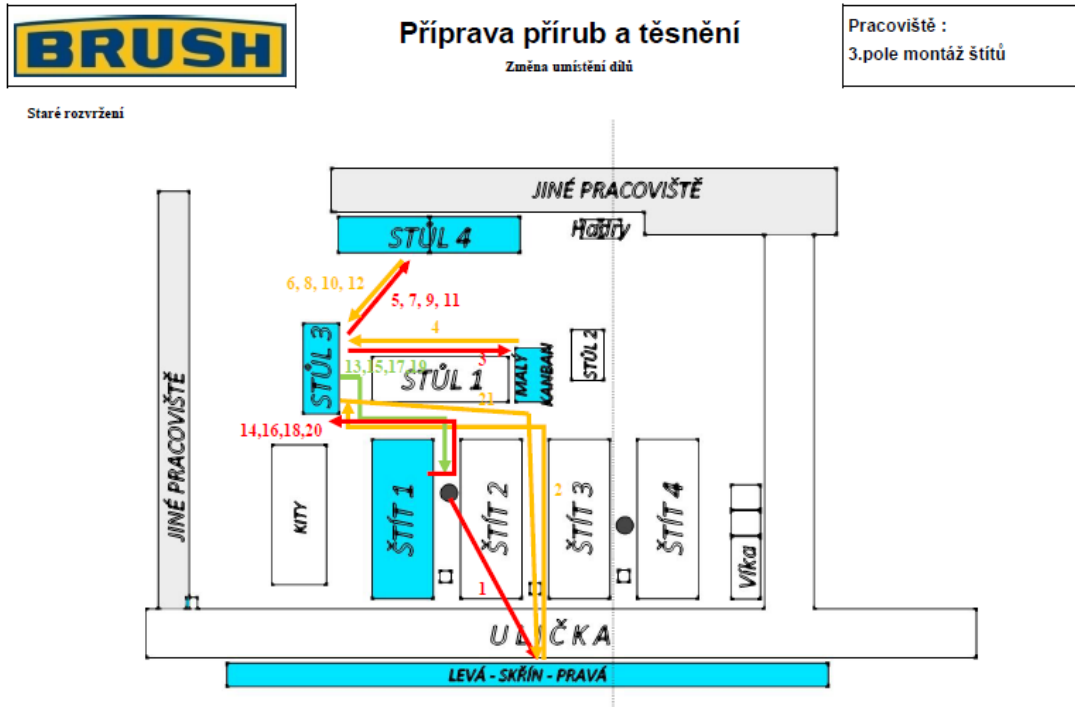 BRUSH
Příprava přírub a těsnění
Změna umístění dílů
Pracoviště :
3.pole montáž štítů
Staré rozvržení
JINÉ PRACOVIŠTĚ
STŮL 4
Hadry
6, 8, 10, 12
5, 7, 9, 11
4
STŮL 3
3
MALÝ
KANBAN
STŮL 2
13,15,17,19
STŮL 1
21
JINÉ PRACOVIŠTĚ
14,16,18,20
KITY
ŠTÍT 1
ŠTÍT 2
2
ŠTÍT 3
ŠTÍT 4
Víka
1
ULIČKA
LEVÁ - SKŘÍN - PRAVÁ